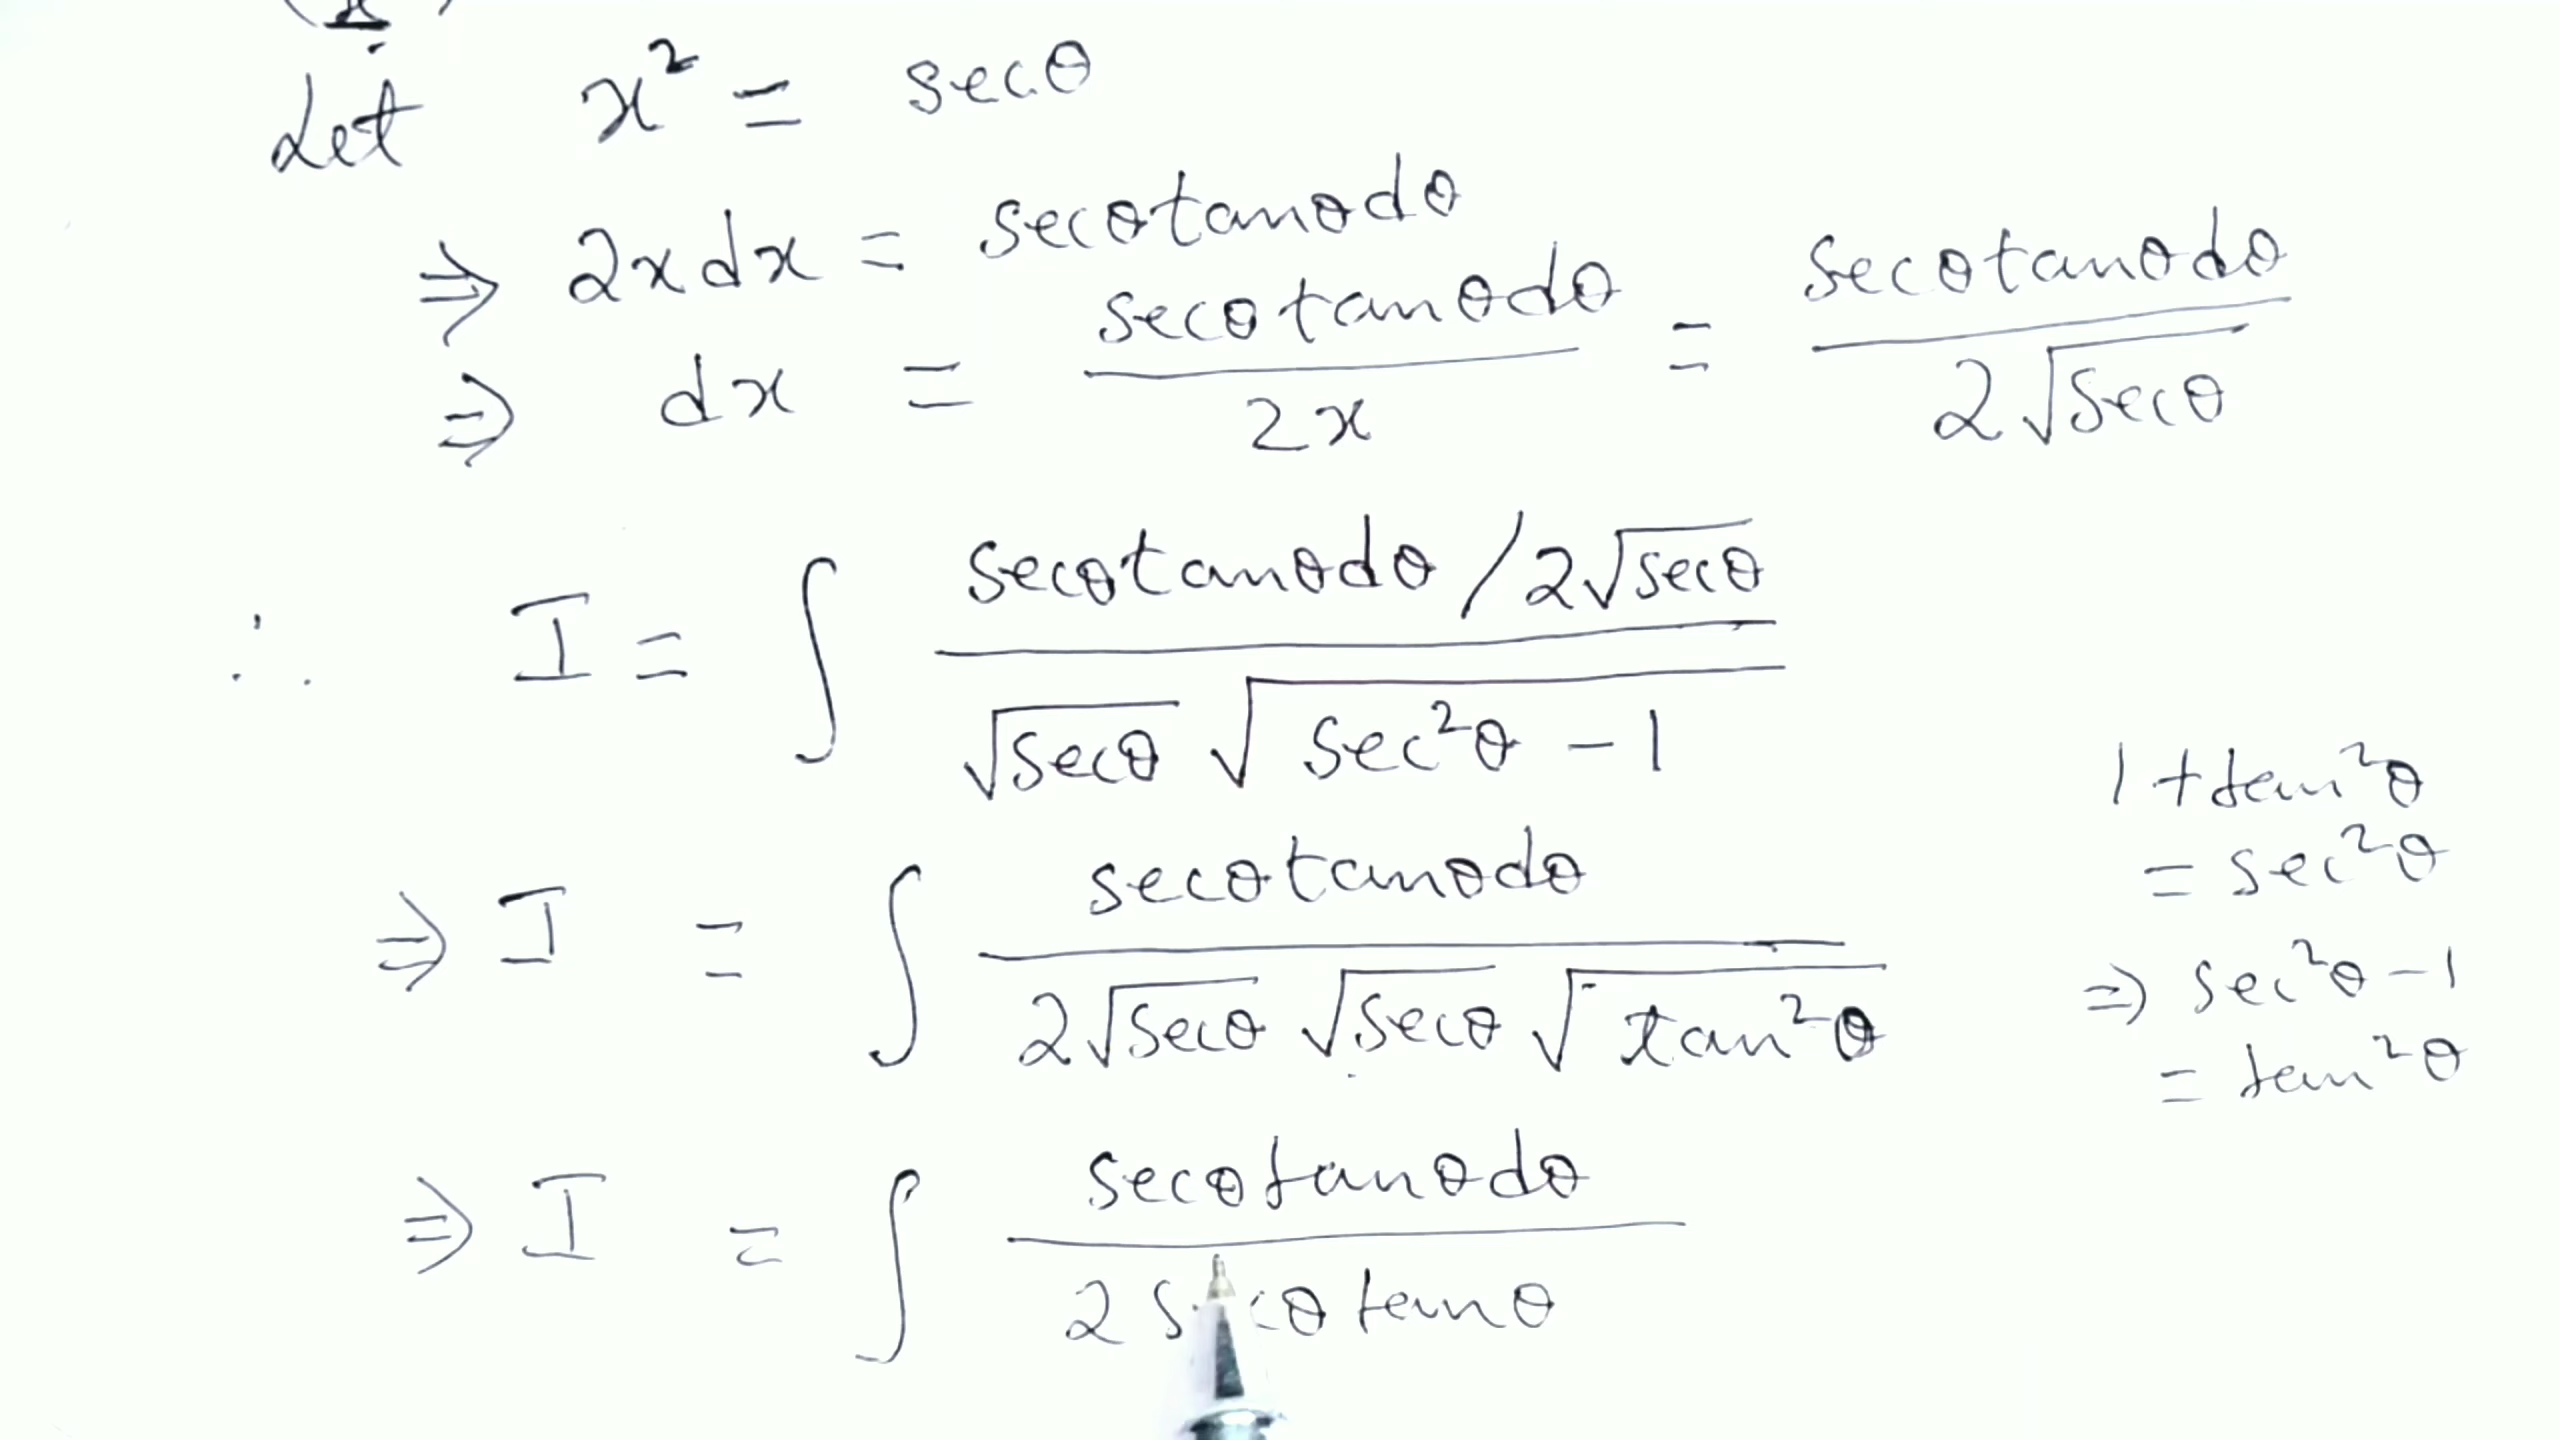 Let x² = secθ
⇒ 2x dx = secθ tanθ dθ
⇒ dx = secθ tanθ dθ / 2x = secθ tanθ dθ / 2√secθ
∴ I = ∫ (secθ tanθ dθ / 2√secθ) / (√secθ √(sec²θ - 1))
1 + tan²θ
= sec²θ
⇒ I = ∫ secθ tanθ dθ / (2√secθ √secθ √(tan²θ))
⇒ sec²θ - 1
= tan²θ
⇒ I = ∫ secθ tanθ dθ / (2 secθ tanθ)